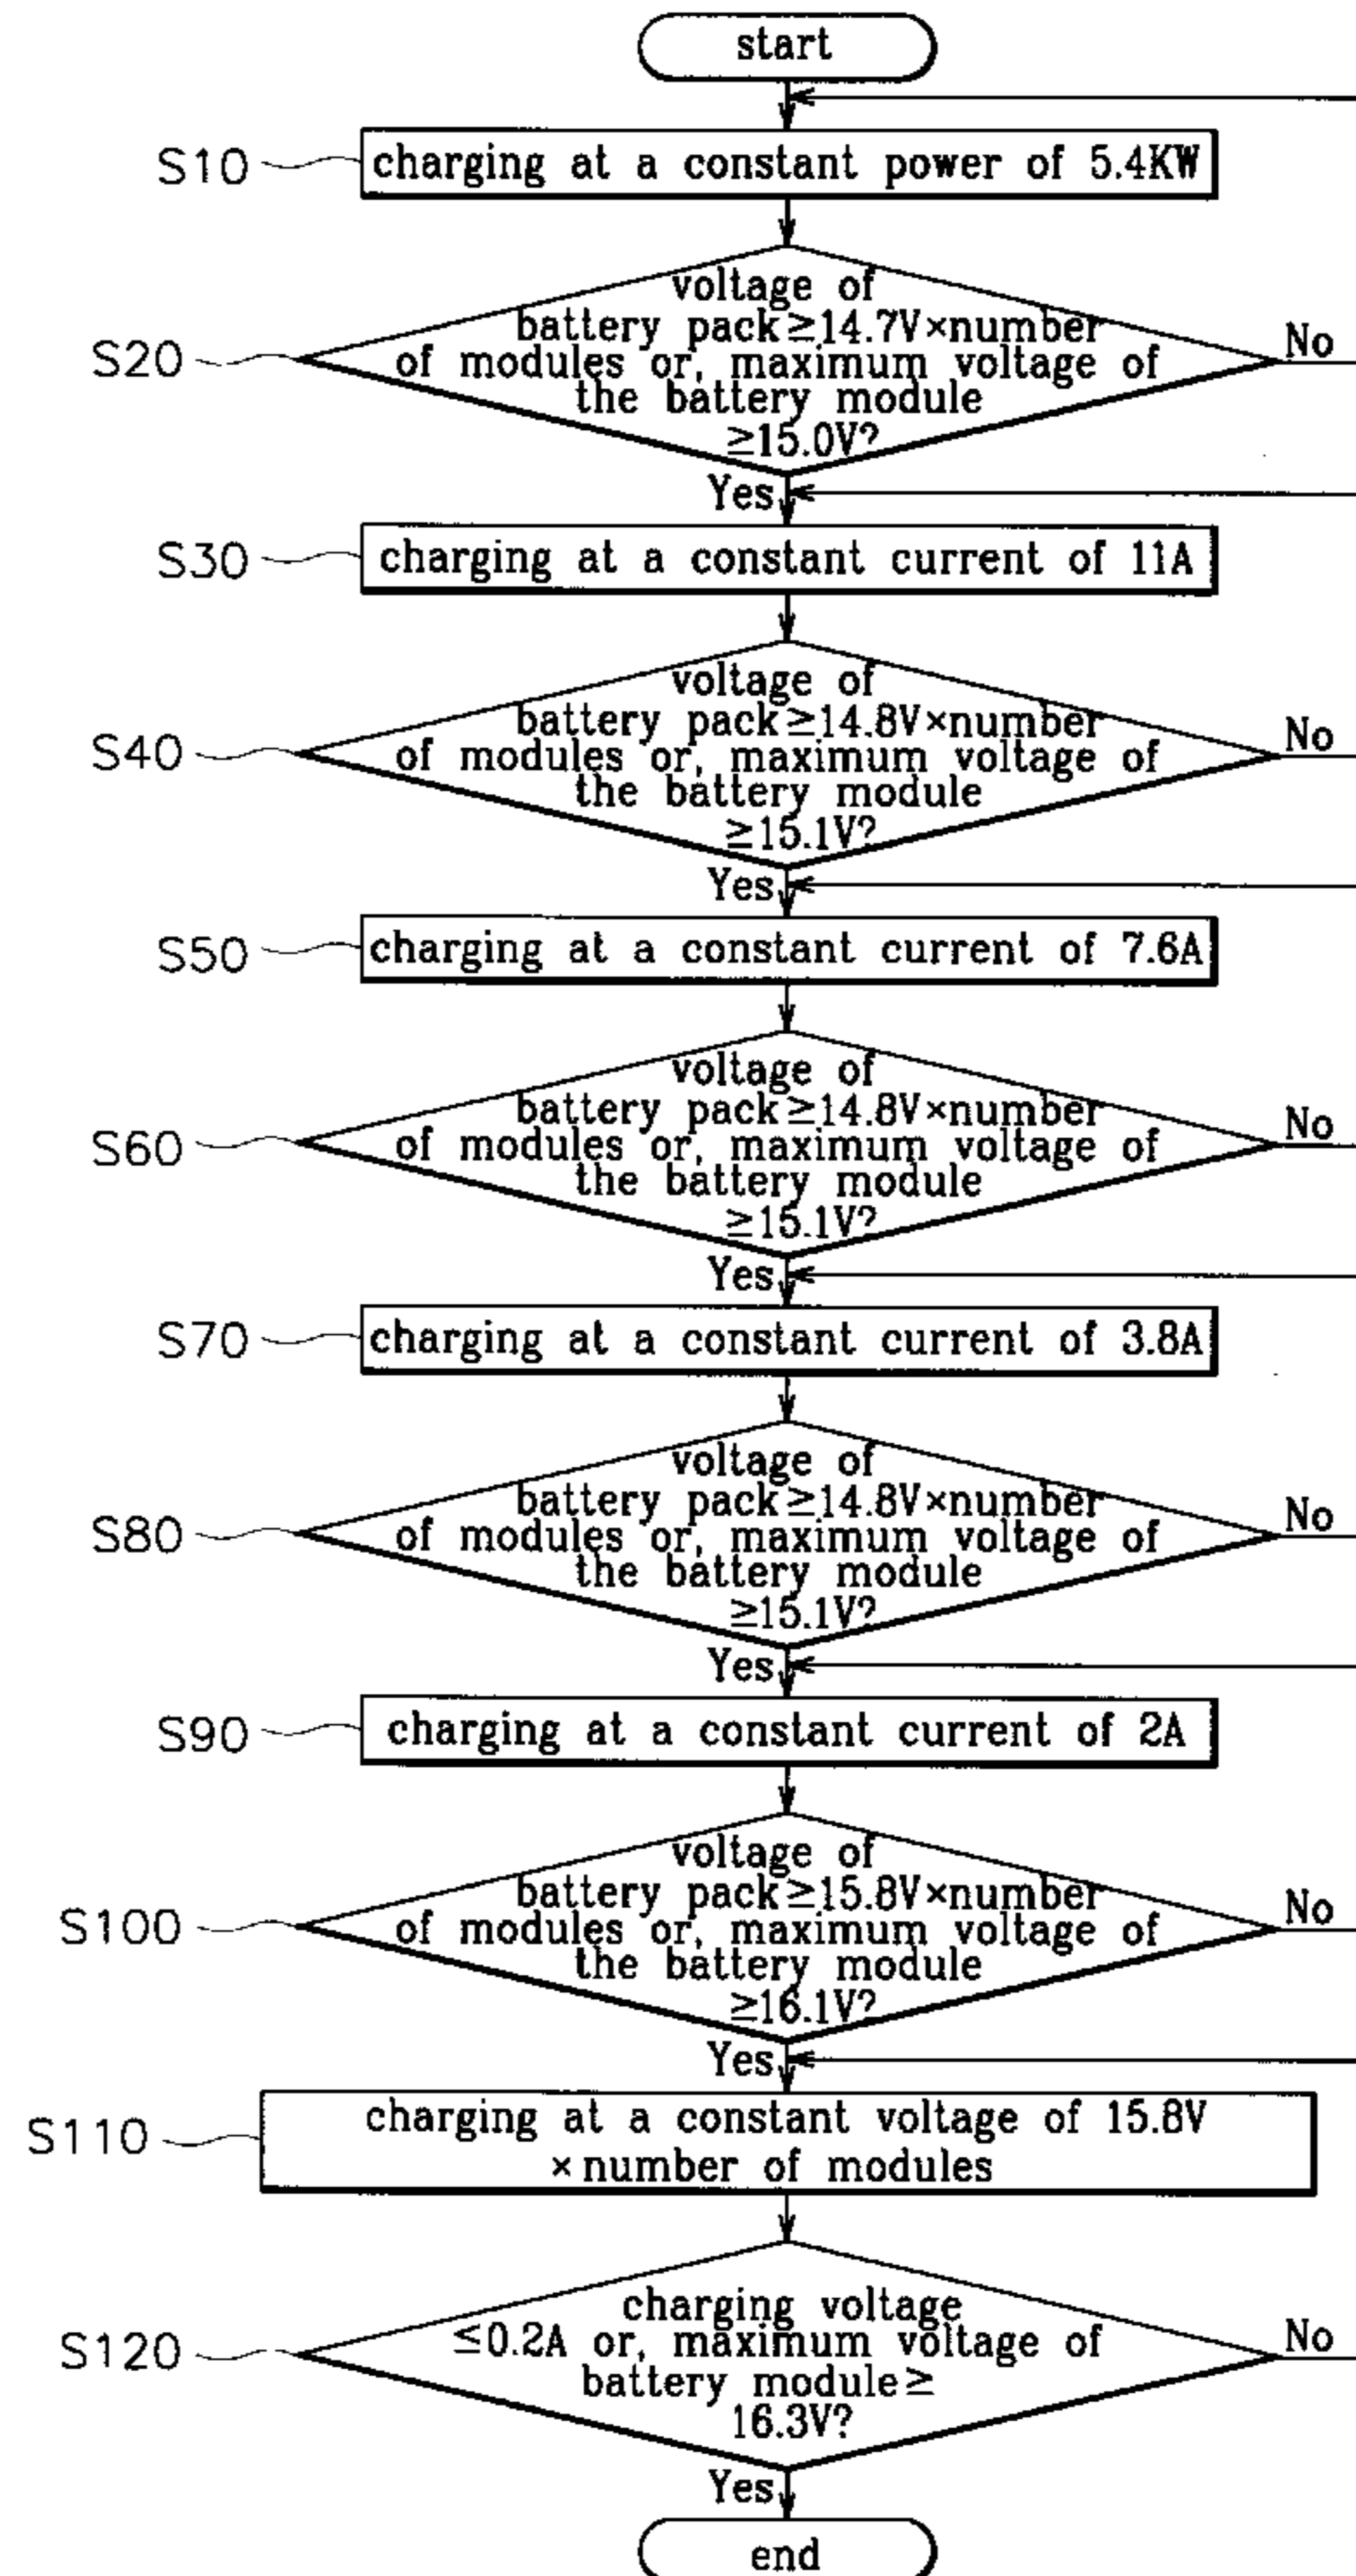 start
S10
charging at a constant power of 5.4KW
voltage of
battery pack≥14.7V×number
S20
of modules or, maximum voltage of
No
the battery module
≥15.0V?
Yes
S30
charging at a constant current of 11A
voltage of
battery pack≥14.8V×number
S40
of modules or, maximum voltage of
No
the battery module
≥15.1V?
Yes
S50
charging at a constant current of 7.6A
voltage of
battery pack≥14.8V×number
S60
of modules or, maximum voltage of
No
the battery module
≥15.1V?
Yes
S70
charging at a constant current of 3.8A
voltage of
battery pack≥14.8V×number
S80
of modules or, maximum voltage of
No
the battery module
≥15.1V?
Yes
S90
charging at a constant current of 2A
voltage of
battery pack≥15.8V×number
S100
of modules or, maximum voltage of
No
the battery module
≥16.1V?
Yes
S110
charging at a constant voltage of 15.8V
×number of modules
charging voltage
S120
≤0.2A or, maximum voltage of
No
battery module≥
16.3V?
Yes
end